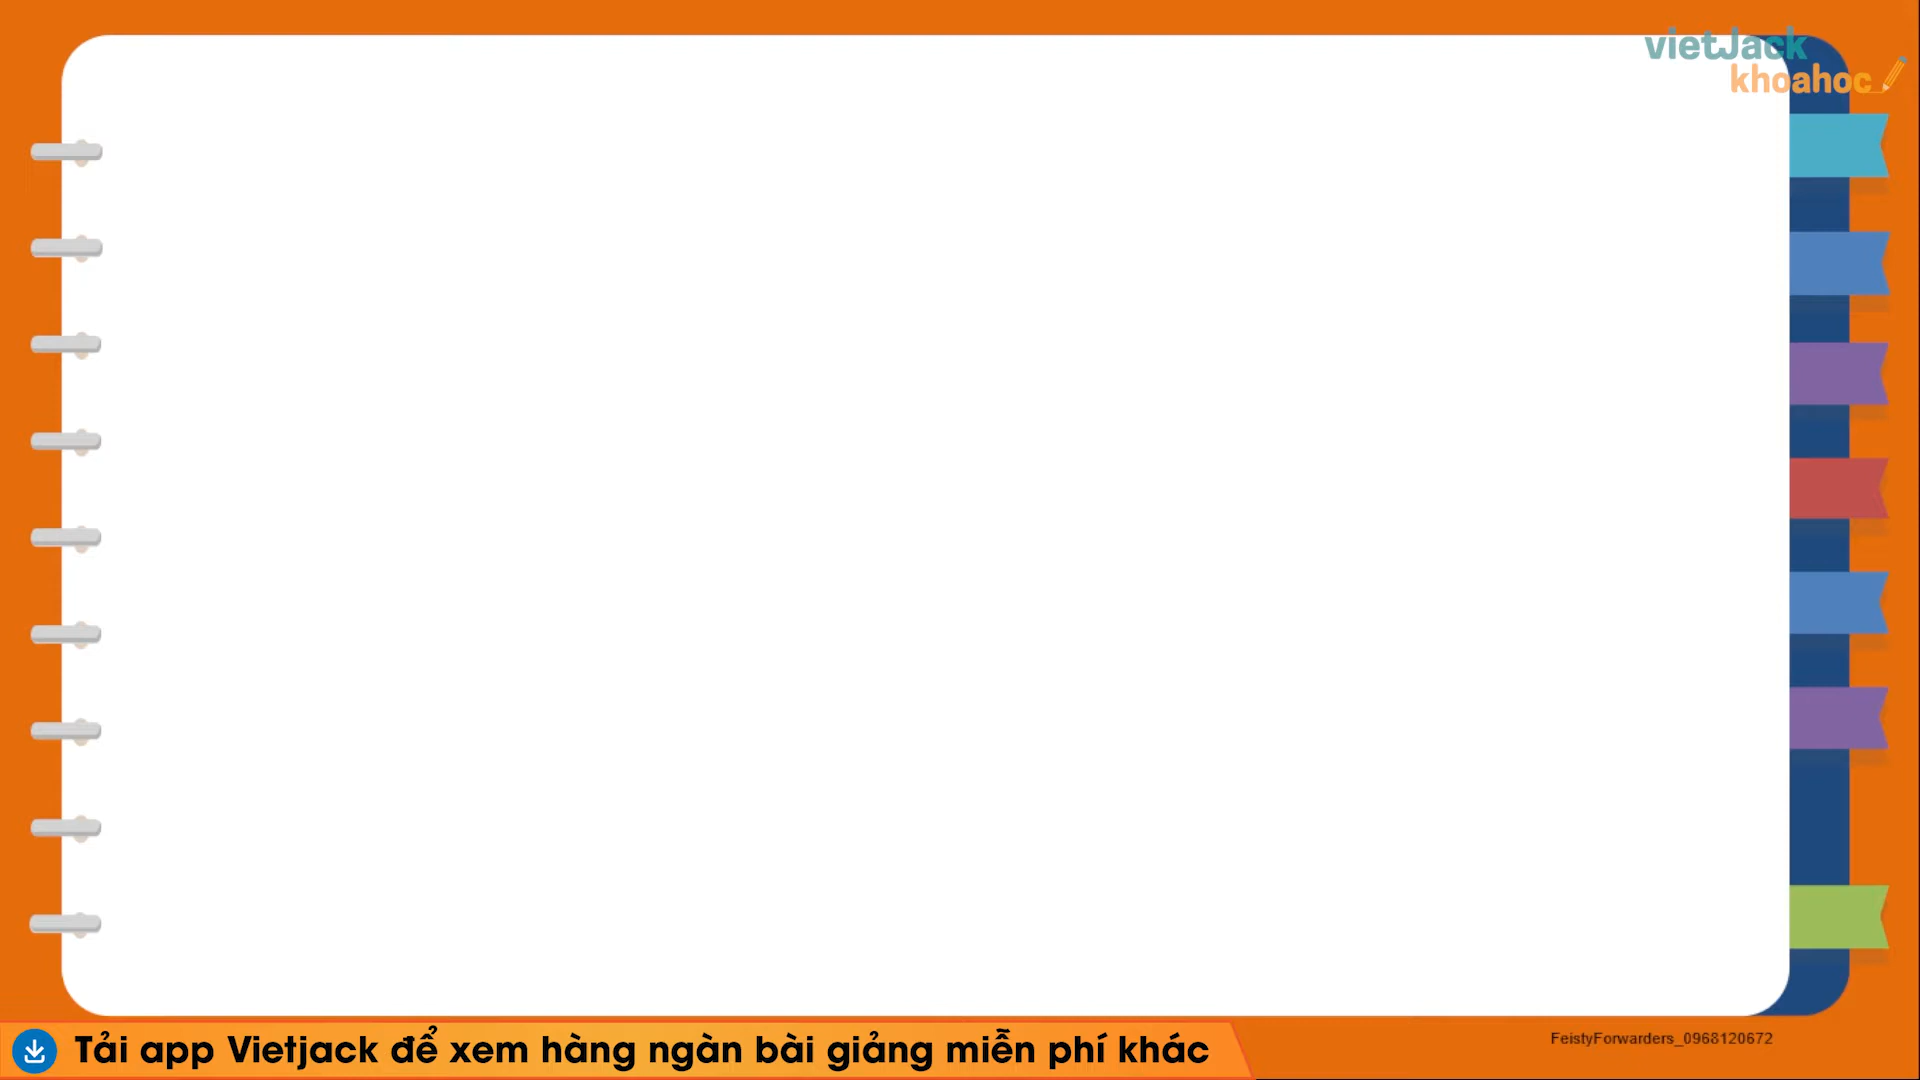 vietJack
khoahoc
Tải app Vietjack để xem hàng ngàn bài giảng miễn phí khác
FeistyForwarders_0968120672